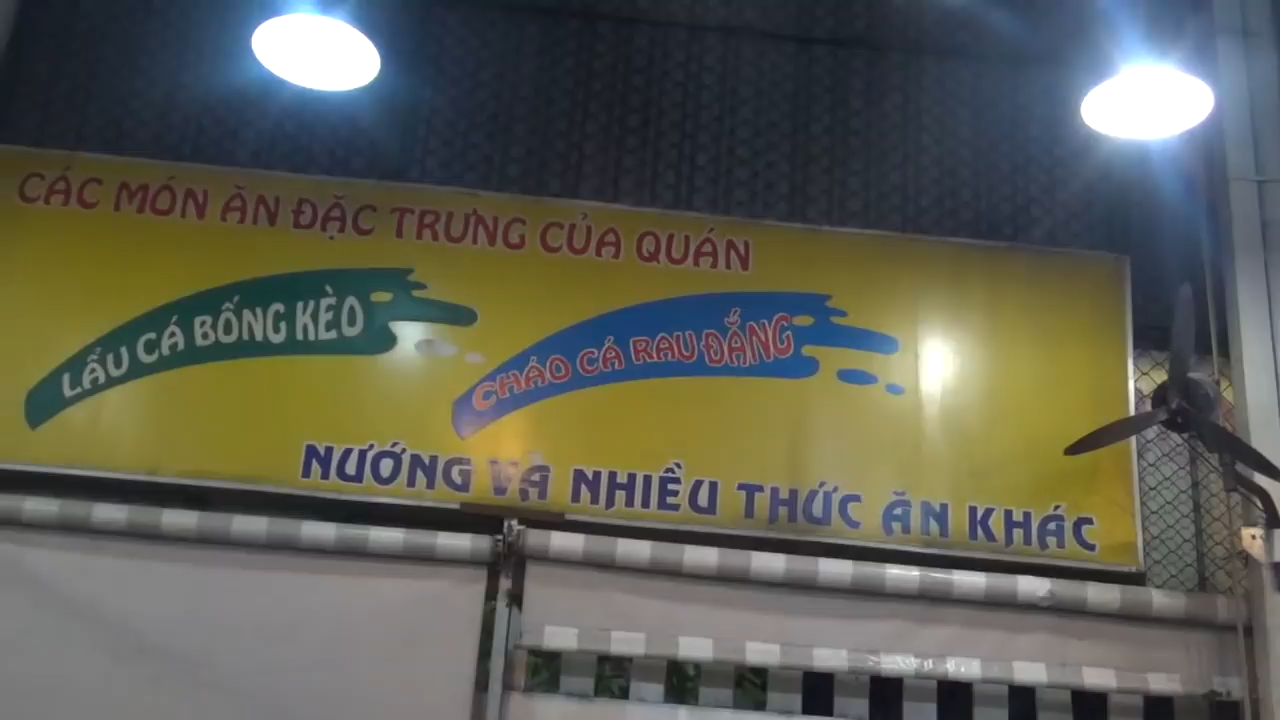 CÁC MÓN ĂN ĐẶC TRƯNG CỦA QUÁN
LẨU CÁ BỐNG KÈO
CHÁO CÁ RAU ĐẮNG
NƯỚNG VÀ NHIỀU THỨC ĂN KHÁC